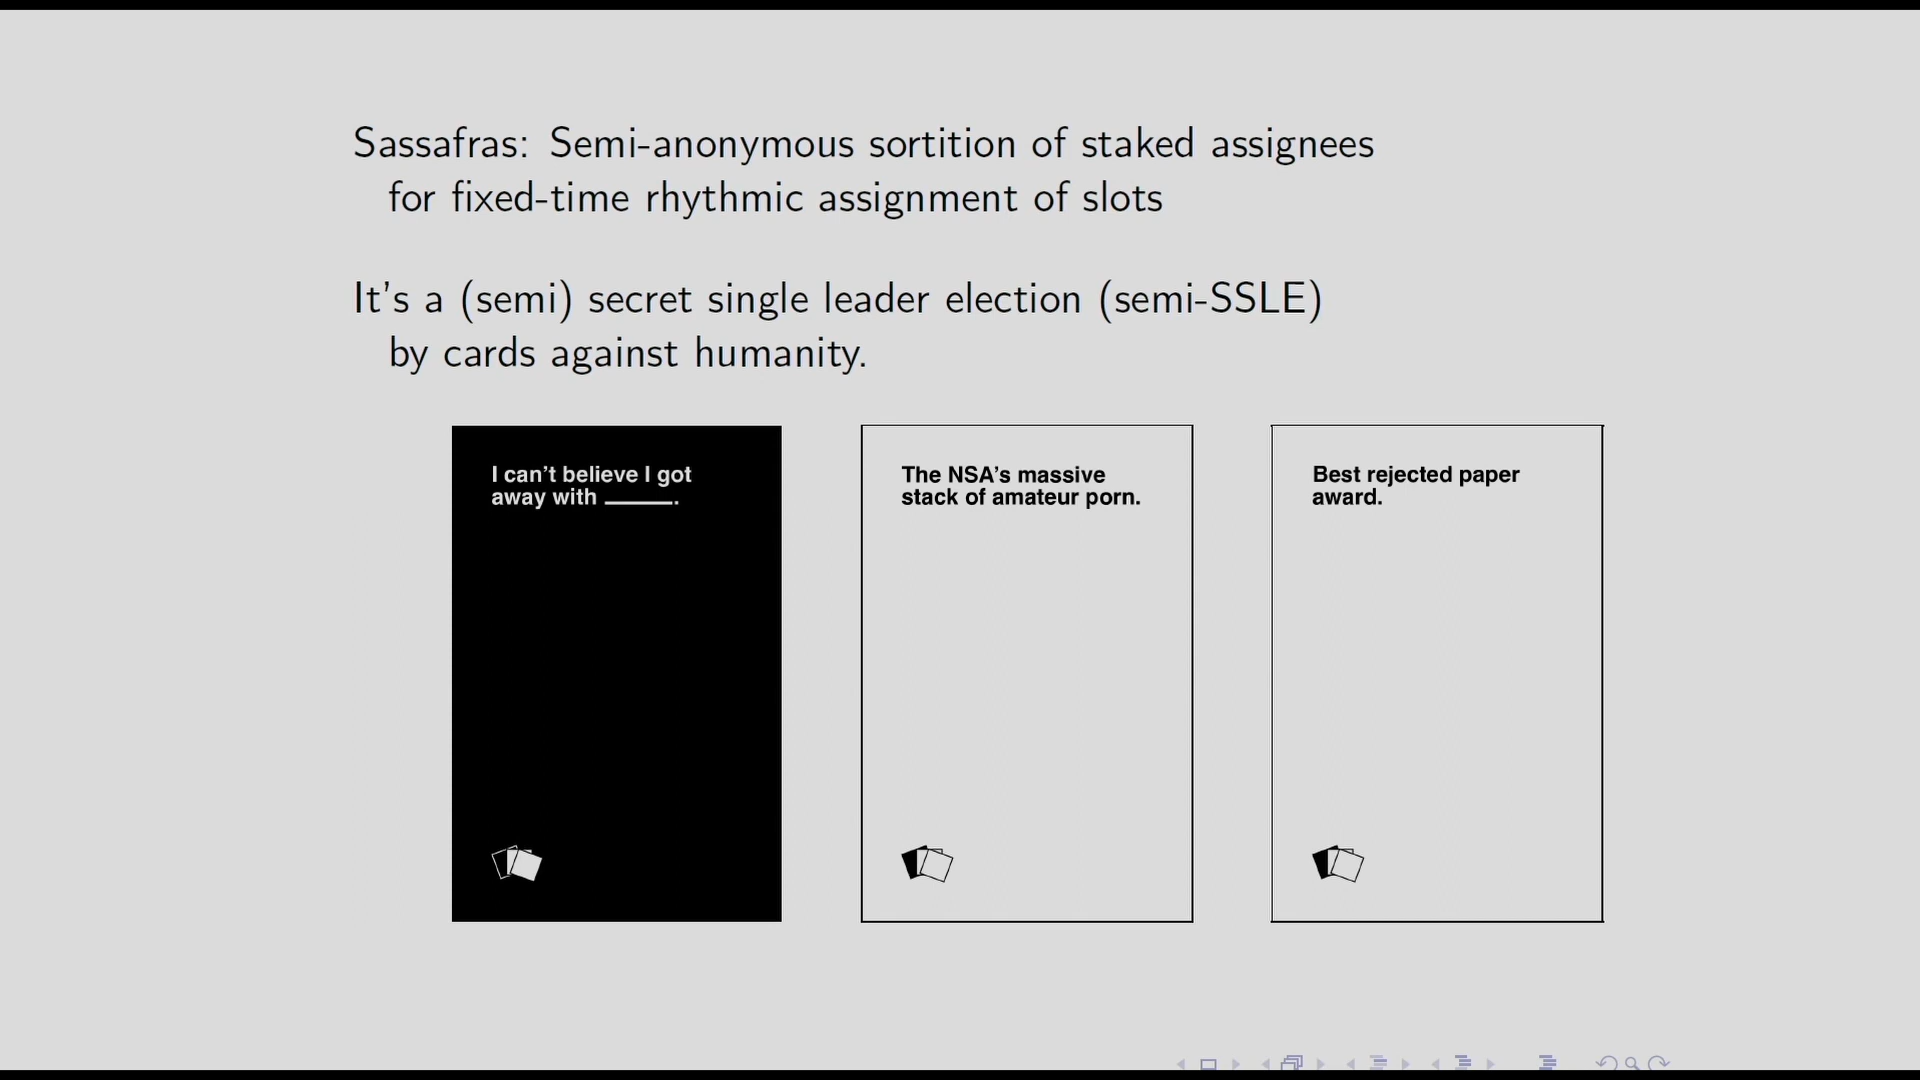 Sassafras: Semi-anonymous sortition of staked assignees
for fixed-time rhythmic assignment of slots
It's a (semi) secret single leader election (semi-SSLE)
by cards against humanity.
I can't believe I got
away with ______.
The NSA's massive
stack of amateur porn.
Best rejected paper
award.